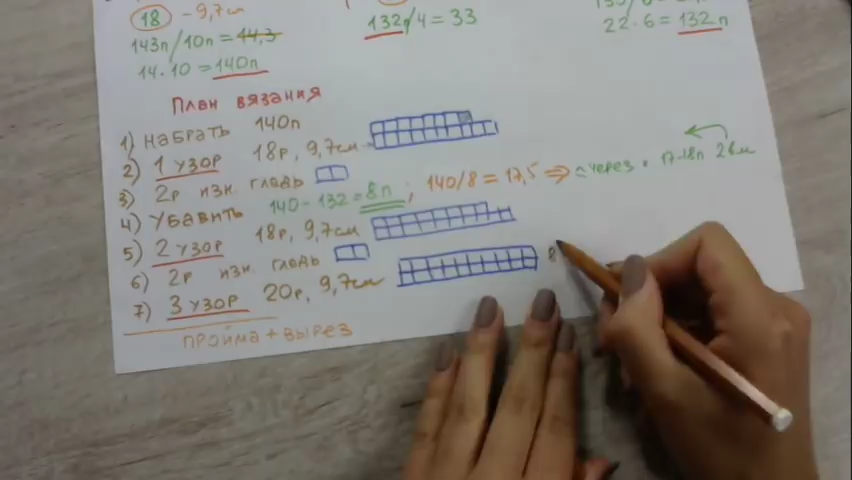 18 - 9,7см
143п/10п = 14,3
14·10 = 140п
132/4 = 33
22·6 = 132п
План вязания
1) НАБРАТЬ 140п
2) 1 УЗОР 18р, 9,7см
3) 2р изн. гладь
4) УБАВИТЬ 140-132=8п; 140/8=17,5 ⇒ ≈ через 17-18п 2вм
5) 2 УЗОР 18р, 9,7см
6) 2р изн. гладь
7) 3 УЗОР 20р, 9,7см 8
пройма + вырез